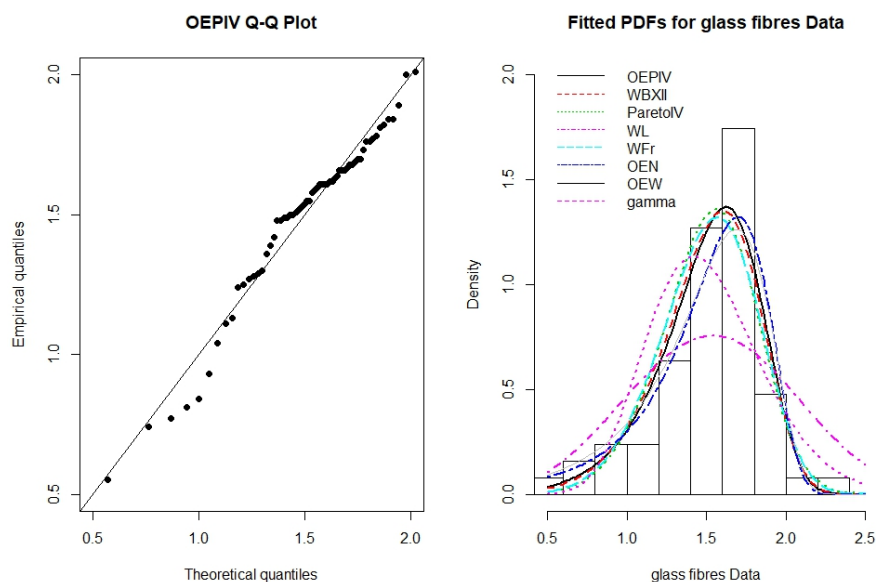 OEPIV Q-Q Plot
Empirical quantiles
2.0
1.5
1.0
0.5
0.5
1.0
1.5
2.0
Theoretical quantiles
Fitted PDFs for glass fibres Data
Density
2.0
1.5
1.0
0.5
0.0
OEPIV
WBXII
ParetoIV
WL
WFr
OEN
OEW
gamma
0.5
1.0
1.5
2.0
2.5
glass fibres Data